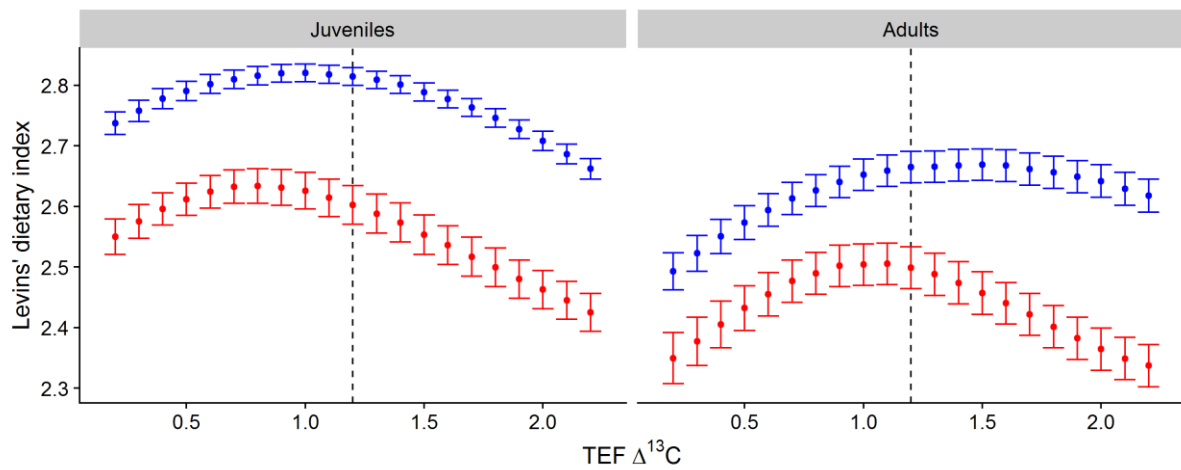 Juveniles Adults
Levins' dietary index
2.8
2.7
2.6
2.5
2.4
2.3
0.5 1.0 1.5 2.0 0.5 1.0 1.5 2.0
TEF Δ¹³C